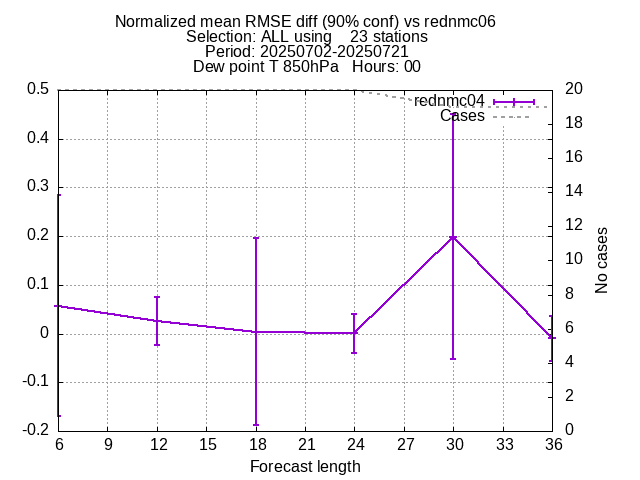 Normalized mean RMSE diff (90% conf) vs rednmc06
Selection: ALL using    23 stations
Period: 20250702-20250721
Dew point T 850hPa   Hours: 00
rednmc04
Cases
0.5
0.4
0.3
0.2
0.1
0
-0.1
-0.2
20
18
16
14
12
10
8
6
4
2
0
No cases
6 9 12 15 18 21 24 27 30 33 36
Forecast length